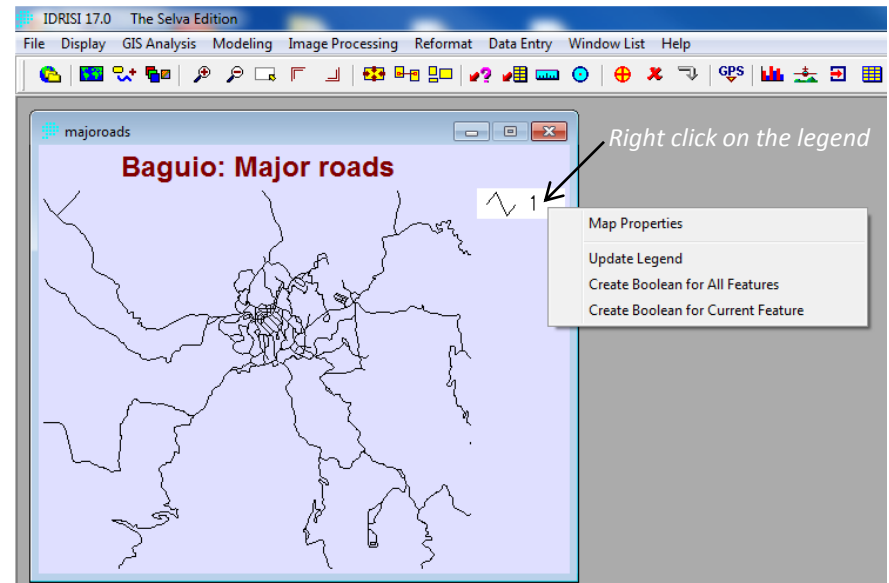 IDRISI 17.0 The Selva Edition
File Display GIS Analysis Modeling Image Processing Reformat Data Entry Window List Help
GPS
majoroads
Right click on the legend
Baguio: Major roads
1
Map Properties
Update Legend
Create Boolean for All Features
Create Boolean for Current Feature